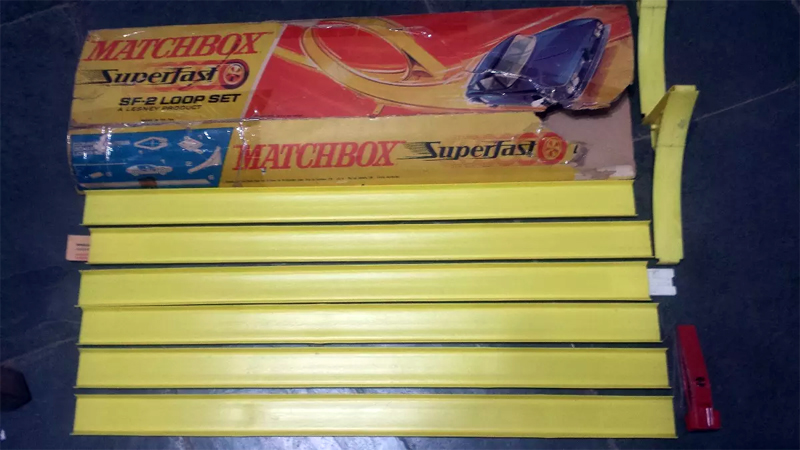 MATCHBOX
Superfast
SF-2 LOOP SET
A LESNEY PRODUCT
MATCHBOX Superfast